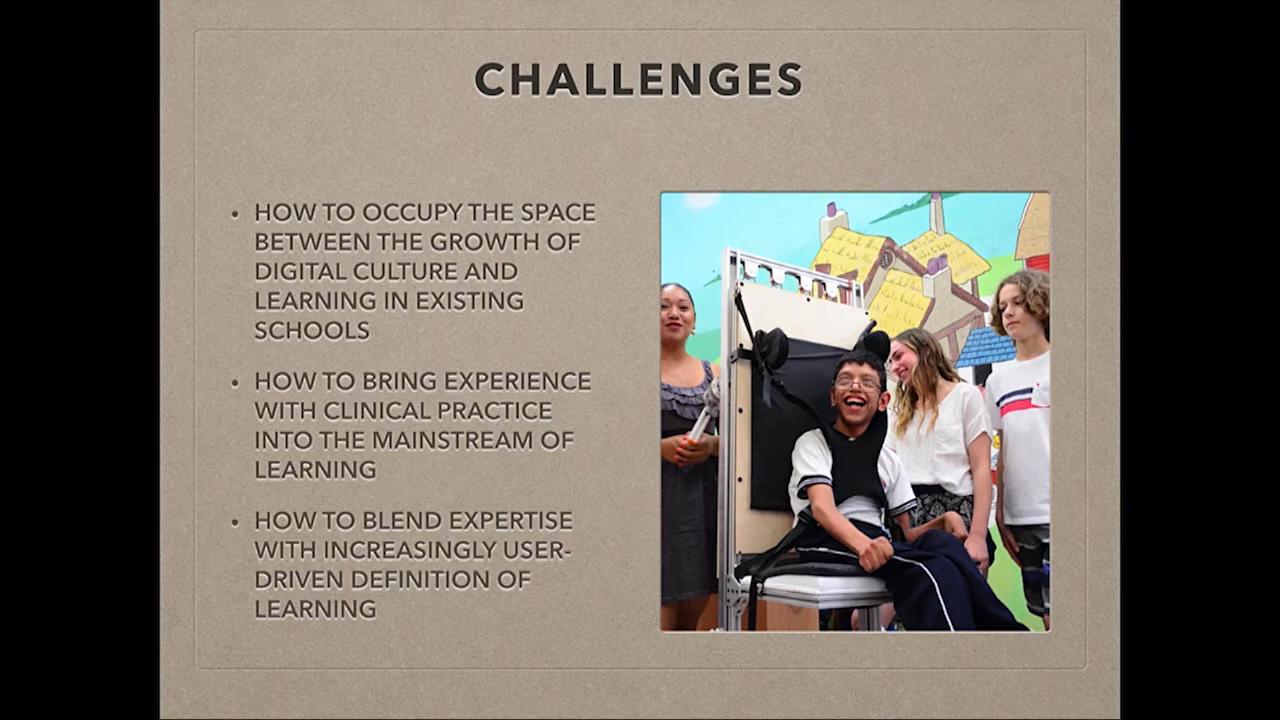 CHALLENGES
• HOW TO OCCUPY THE SPACE
BETWEEN THE GROWTH OF
DIGITAL CULTURE AND
LEARNING IN EXISTING
SCHOOLS
• HOW TO BRING EXPERIENCE
WITH CLINICAL PRACTICE
INTO THE MAINSTREAM OF
LEARNING
• HOW TO BLEND EXPERTISE
WITH INCREASINGLY USER-
DRIVEN DEFINITION OF
LEARNING